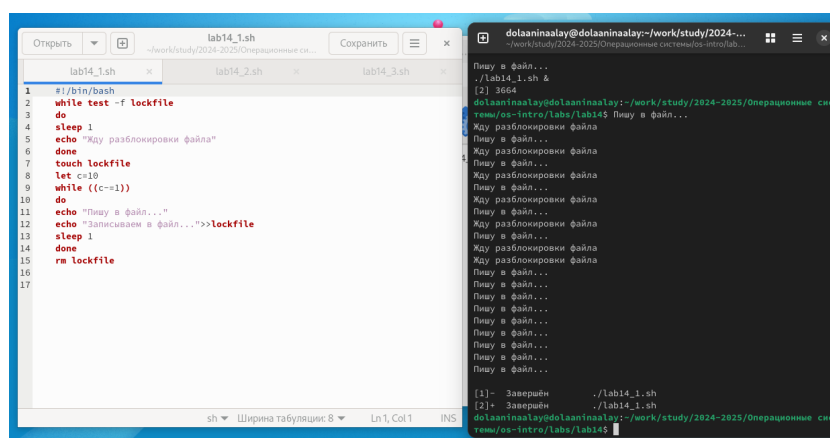 Открыть
lab14_1.sh
~/work/study/2024-2025/Операционные си...
Сохранить
lab14_1.sh
lab14_2.sh
lab14_3.sh
1 #!/bin/bash
2 while test -f lockfile
3 do
4 sleep 1
5 echo "Жду разблокировки файла"
6 done
7 touch lockfile
8 let c=10
9 while ((c-=1))
10 do
11 echo "Пишу в файл..."
12 echo "Записываем в файл...">>lockfile
13 sleep 1
14 done
15 rm lockfile
16
17
sh
Ширина табуляции: 8
Ln 1, Col 1
INS
dolaaninaalay@dolaaninaalay:~/work/study/2024-...
~/work/study/2024-2025/Операционные системы/os-intro/lab...
Пишу в файл...
./lab14_1.sh &
[2] 3664
dolaaninaalay@dolaaninaalay:~/work/study/2024-2025/Операционные сис
темы/os-intro/labs/lab14$ Пишу в файл...
Жду разблокировки файла
Пишу в файл...
Жду разблокировки файла
Пишу в файл...
Жду разблокировки файла
Пишу в файл...
Жду разблокировки файла
Пишу в файл...
Жду разблокировки файла
Пишу в файл...
Жду разблокировки файла
Жду разблокировки файла
Пишу в файл...
Пишу в файл...
Пишу в файл...
Пишу в файл...
Пишу в файл...
Пишу в файл...
Пишу в файл...
Пишу в файл...
Пишу в файл...
[1]- Завершён ./lab14_1.sh
[2]+ Завершён ./lab14_1.sh
dolaaninaalay@dolaaninaalay:~/work/study/2024-2025/Операционные сис
темы/os-intro/labs/lab14$